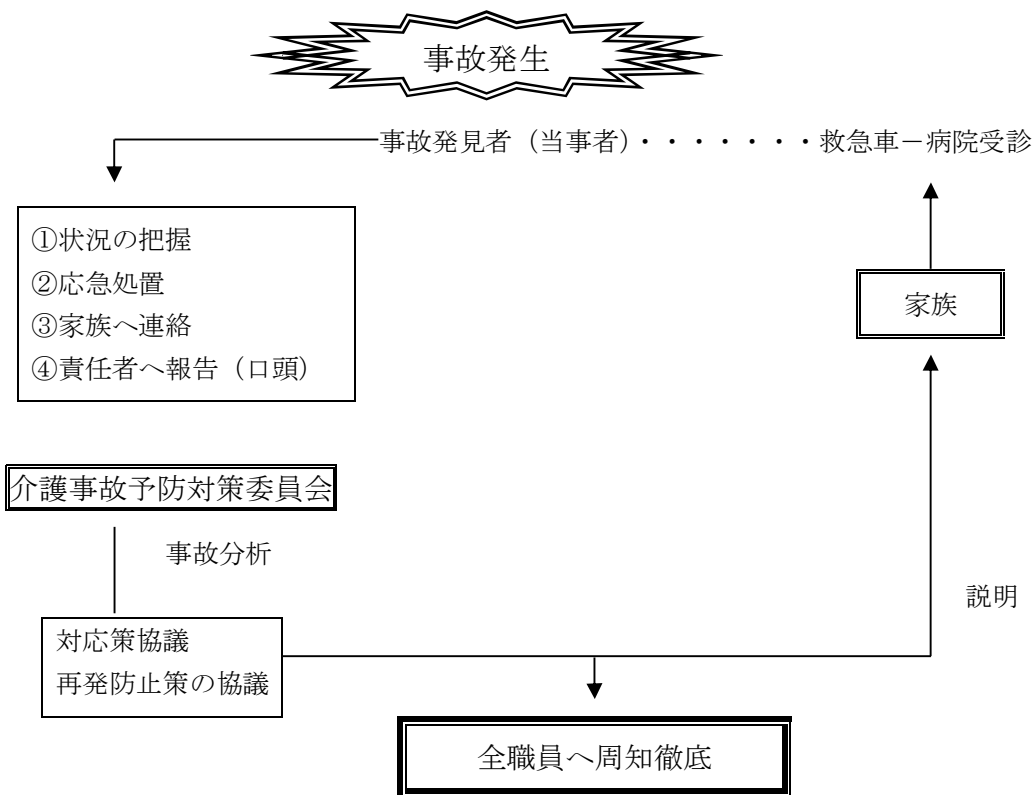 事故発生
事故発見者（当事者）・・・・・・・救急車－病院受診
①状況の把握
②応急処置
③家族へ連絡
④責任者へ報告（口頭）
家族
介護事故予防対策委員会
事故分析
説明
対応策協議
再発防止策の協議
全職員へ周知徹底